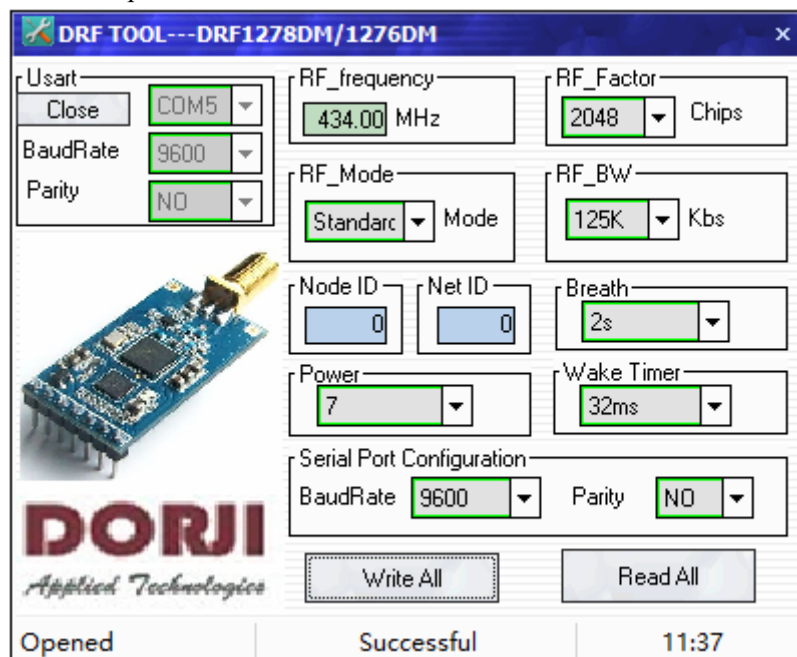 DRF TOOL---DRF1278DM/1276DM
Usart
Close COM5
BaudRate 9600
Parity NO
RF_frequency
434.00 MHz
RF_Factor
2048 Chips
RF_Mode
Standarc Mode
RF_BW
125K Kbs
Node ID
0
Net ID
0
Breath
2s
Power
7
Wake Timer
32ms
Serial Port Configuration
BaudRate 9600 Parity NO
DORJI
Applied Technologies
Write All Read All
Opened Successful 11:37